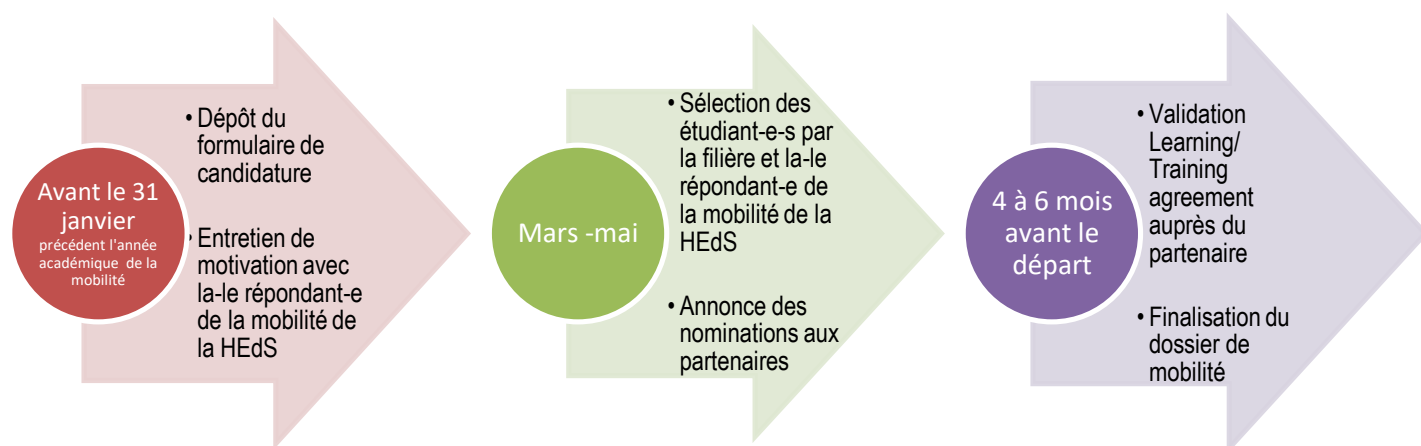 Avant le 31
janvier
précédent l'année
académique de la
mobilité
• Dépôt du
formulaire de
candidature
• Entretien de
motivation avec
la-le répondant-e
de la mobilité de
la HEdS
Mars -mai
• Sélection des
étudiant-e-s par
la filière et la-le
répondant-e de
la mobilité de la
HEdS
• Annonce des
nominations aux
partenaires
4 à 6 mois
avant le
départ
• Validation
Learning/
Training
agreement
auprès du
partenaire
• Finalisation du
dossier de
mobilité